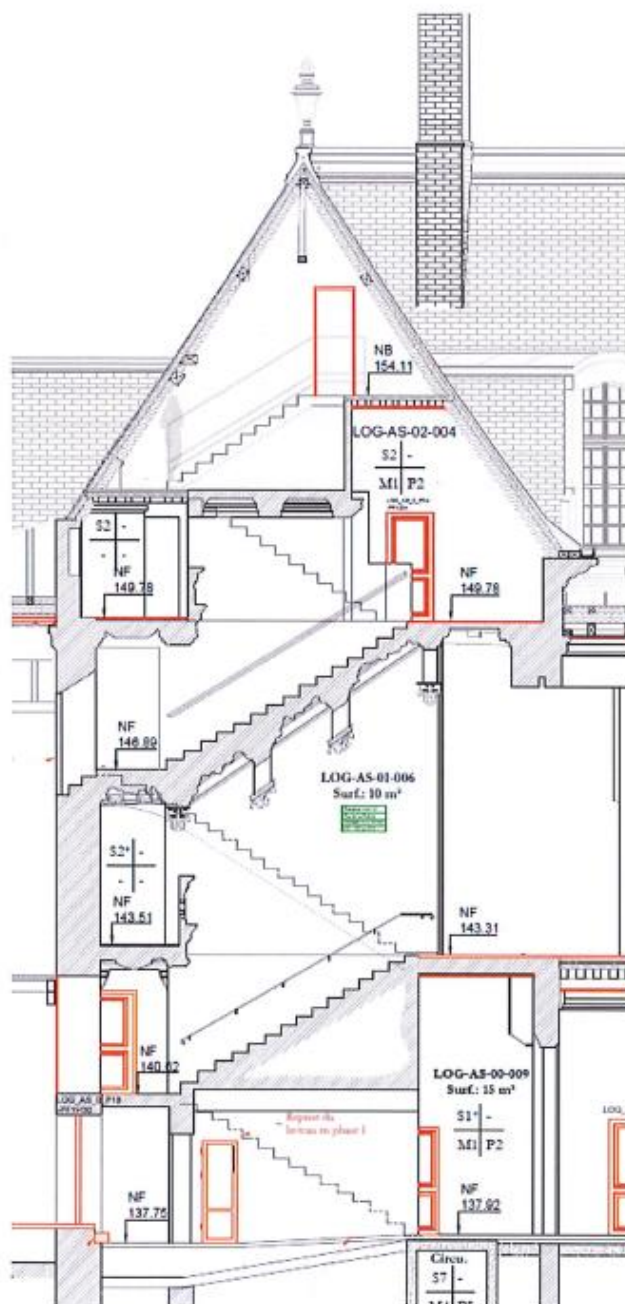 NB
154.11
LOG-AS-02-004
S2 -
M1 P2
S2 -
- -
NF
149.78
NF
149.78
NF
146.89
LOG-AS-01-006
Surf.: 10 m²
S2* -
- -
NF
143.51
NF
143.31
NF
140.62
LOG-AS-00-009
Surf.: 15 m²
S1* -
M1 P2
NF
137.75
NF
137.92
LOG_
Circu.
S7 -